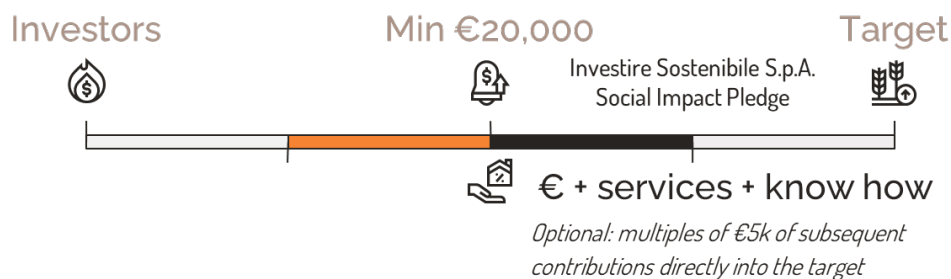 Investors
Min €20,000
Target
Investire Sostenibile S.p.A.
Social Impact Pledge
€ + services + know how
Optional: multiples of €5k of subsequent
contributions directly into the target